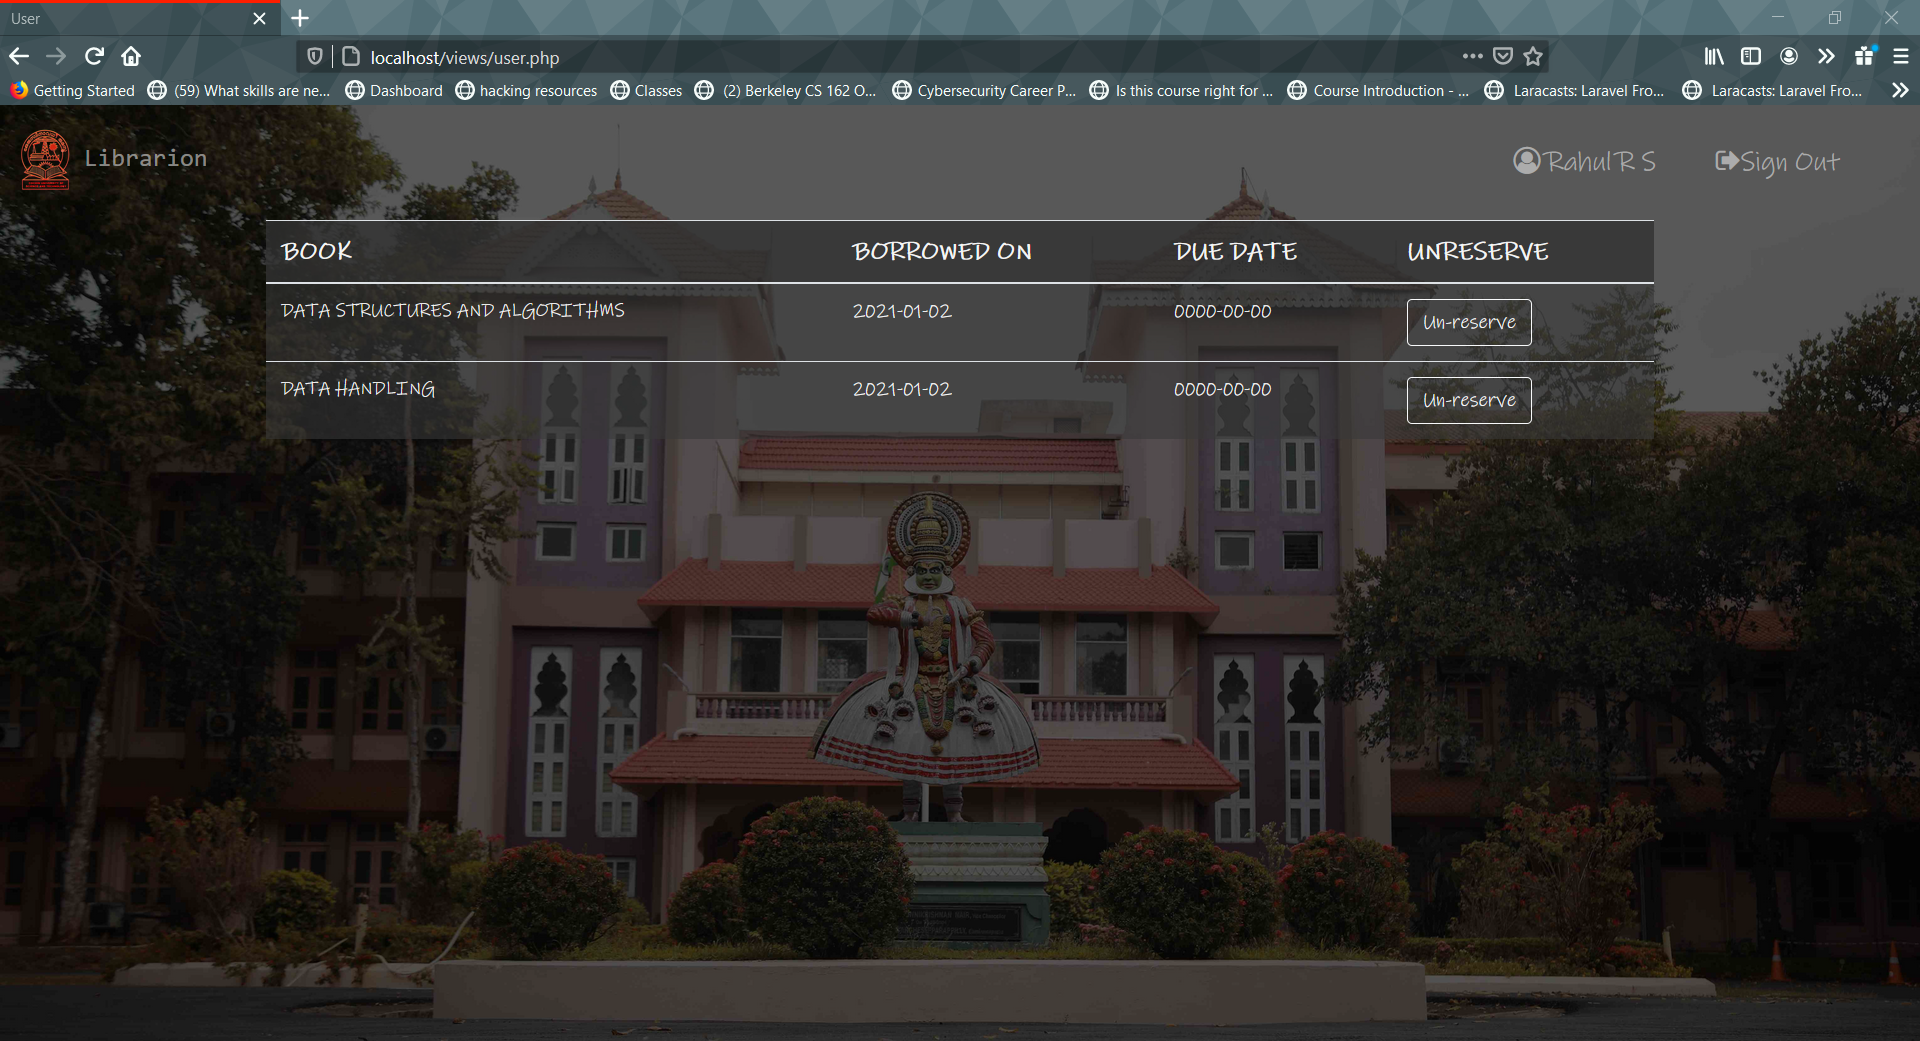 User
localhost/views/user.php
Getting Started (59) What skills are ne... Dashboard hacking resources Classes (2) Berkeley CS 162 O... Cybersecurity Career P... Is this course right for ... Course Introduction - ... Laracasts: Laravel Fro... Laracasts: Laravel Fro...
Librarion Rahul R S Sign Out
BOOK BORROWED ON DUE DATE UNRESERVE
DATA STRUCTURES AND ALGORITHMS 2021-01-02 0000-00-00 Un-reserve
DATA HANDLING 2021-01-02 0000-00-00 Un-reserve